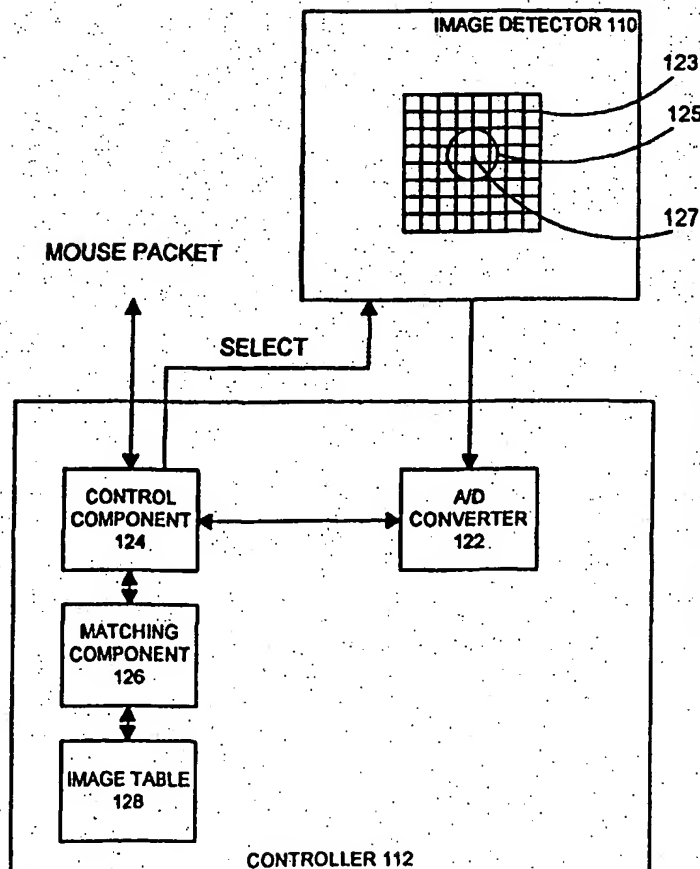 IMAGE DETECTOR 110
123
125
127
MOUSE PACKET
SELECT
CONTROL
COMPONENT
124
A/D
CONVERTER
122
MATCHING
COMPONENT
126
IMAGE TABLE
128
CONTROLLER 112